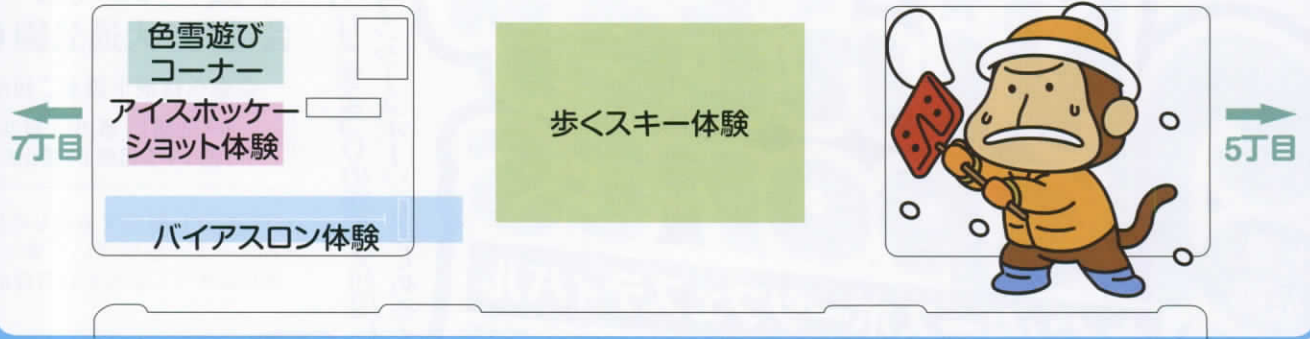 色雪遊び
コーナー
アイスホッケー
ショット体験
7丁目
バイアスロン体験
歩くスキー体験
5丁目